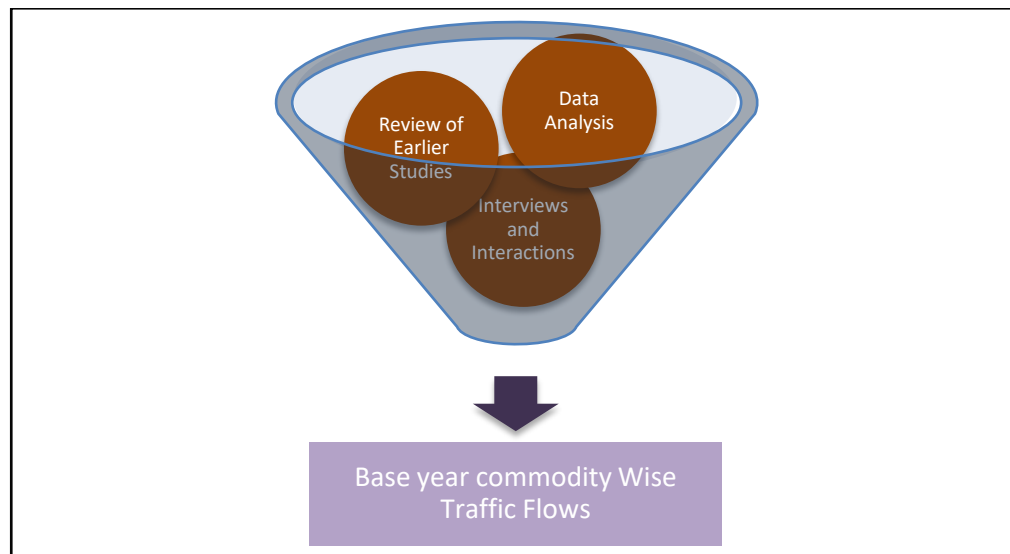 Review of
Earlier
Studies
Data
Analysis
Interviews
and
Interactions
Base year commodity Wise
Traffic Flows